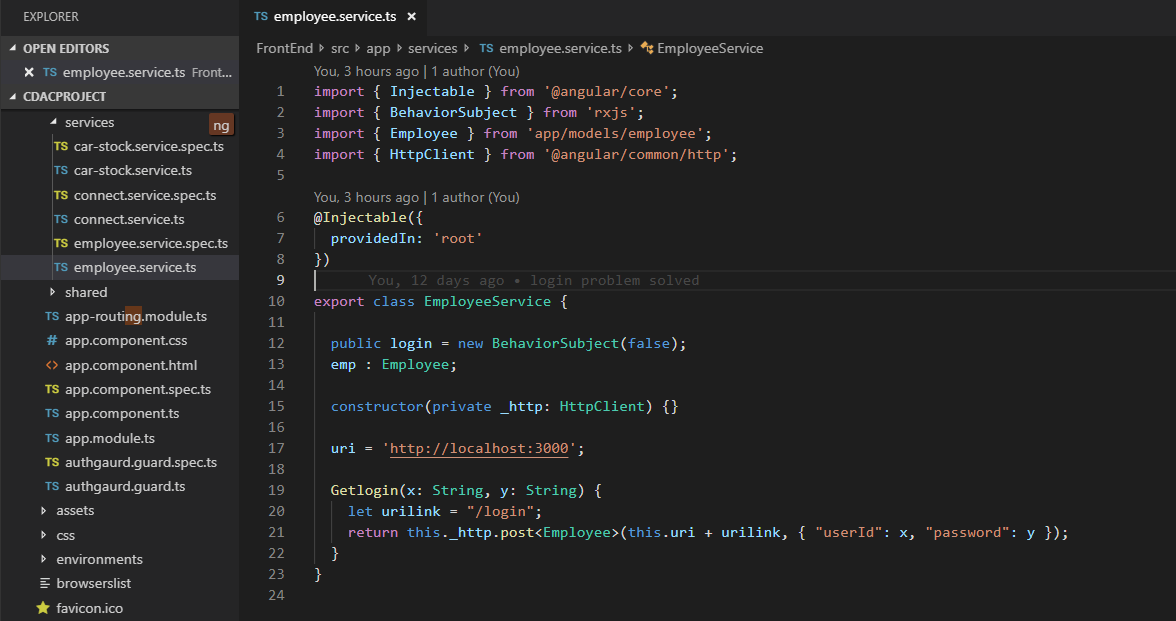 EXPLORER
OPEN EDITORS
TS employee.service.ts Front...
CDACPROJECT
services
ng
TS car-stock.service.spec.ts
TS car-stock.service.ts
TS connect.service.spec.ts
TS connect.service.ts
TS employee.service.spec.ts
TS employee.service.ts
shared
TS app-routing.module.ts
# app.component.css
<> app.component.html
TS app.component.spec.ts
TS app.component.ts
TS app.module.ts
TS authgaurd.guard.spec.ts
TS authgaurd.guard.ts
assets
css
environments
browserslist
favicon.ico
TS employee.service.ts ×
FrontEnd › src › app › services › TS employee.service.ts › EmployeeService
You, 3 hours ago | 1 author (You)
1 import { Injectable } from '@angular/core';
2 import { BehaviorSubject } from 'rxjs';
3 import { Employee } from 'app/models/employee';
4 import { HttpClient } from '@angular/common/http';
5
You, 3 hours ago | 1 author (You)
6 @Injectable({
7 providedIn: 'root'
8 })
9 You, 12 days ago • login problem solved
10 export class EmployeeService {
11
12 public login = new BehaviorSubject(false);
13 emp : Employee;
14
15 constructor(private _http: HttpClient) {}
16
17 uri = 'http://localhost:3000';
18
19 Getlogin(x: String, y: String) {
20 let urilink = "/login";
21 return this._http.post<Employee>(this.uri + urilink, { "userId": x, "password": y });
22 }
23 }
24